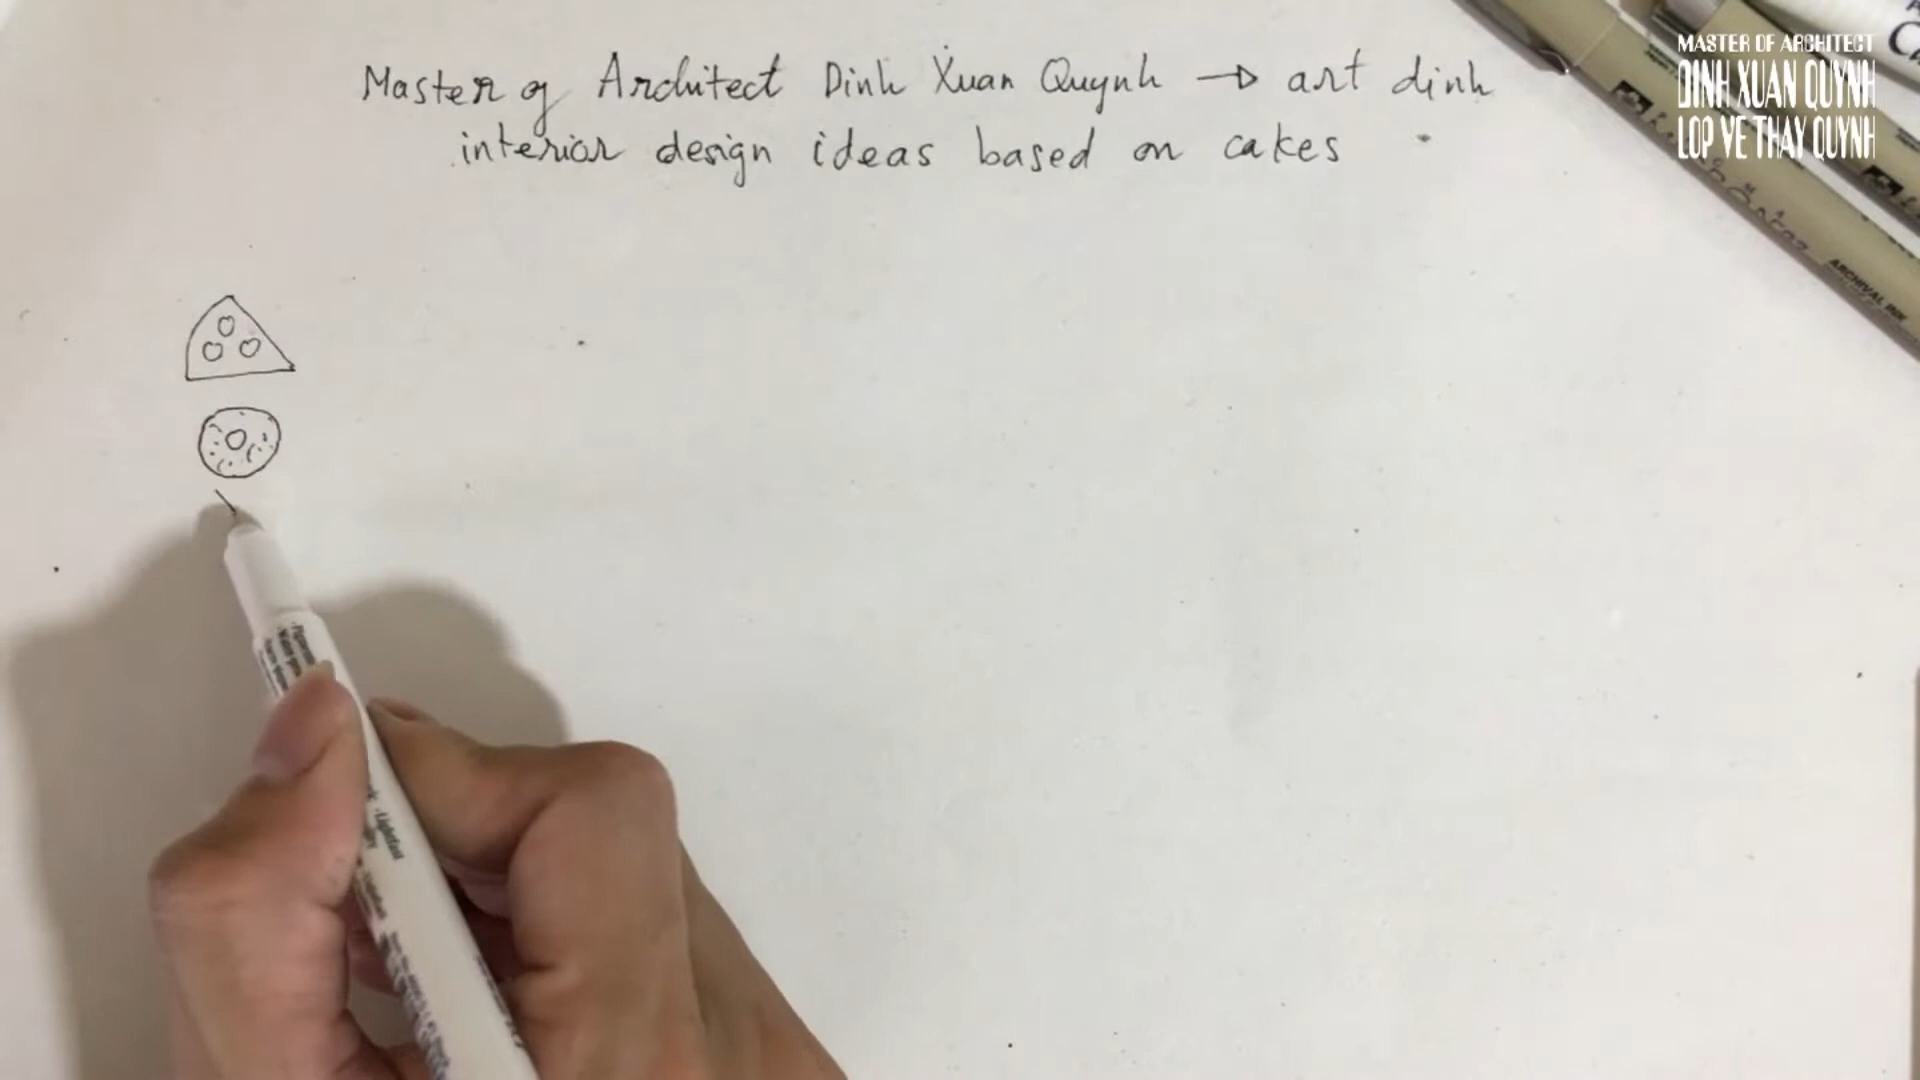 Master of Architect Dinh Xuan Quynh → art dinh
interior design ideas based on cakes
MASTER OF ARCHITECT
DINH XUAN QUYNH
LOP VE THAY QUYNH
ARCHIVAL INK